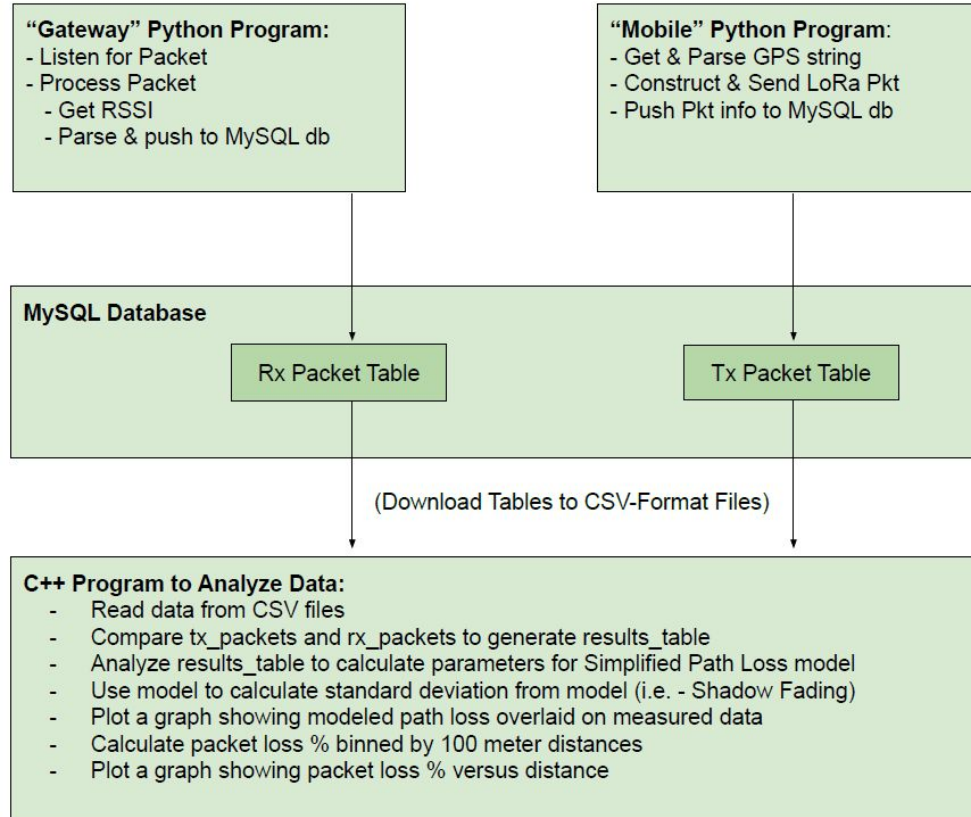 “Gateway” Python Program:
- Listen for Packet
- Process Packet
- Get RSSI
- Parse & push to MySQL db
“Mobile” Python Program:
- Get & Parse GPS string
- Construct & Send LoRa Pkt
- Push Pkt info to MySQL db
MySQL Database
Rx Packet Table
Tx Packet Table
(Download Tables to CSV-Format Files)
C++ Program to Analyze Data:
- Read data from CSV files
- Compare tx_packets and rx_packets to generate results_table
- Analyze results_table to calculate parameters for Simplified Path Loss model
- Use model to calculate standard deviation from model (i.e. - Shadow Fading)
- Plot a graph showing modeled path loss overlaid on measured data
- Calculate packet loss % binned by 100 meter distances
- Plot a graph showing packet loss % versus distance